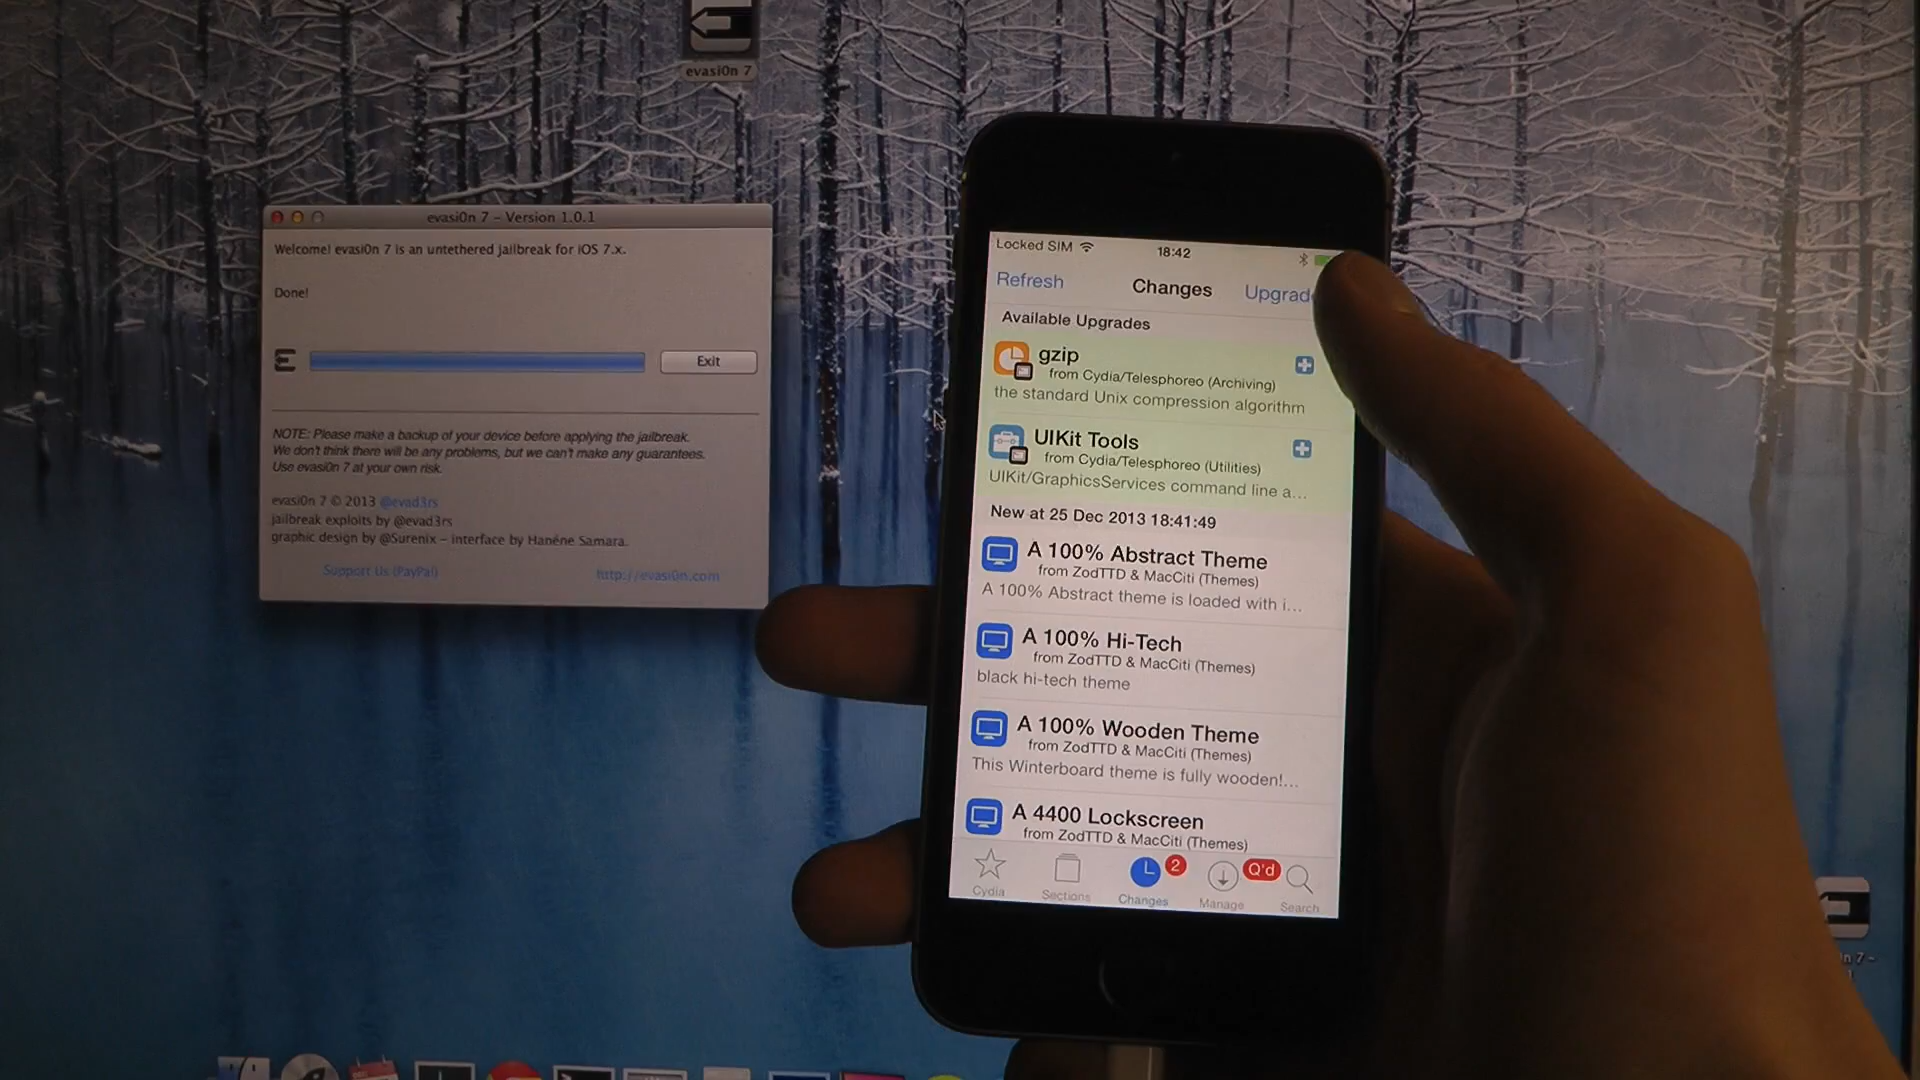 evasi0n 7
evasi0n 7 – Version 1.0.1
Welcome! evasi0n 7 is an untethered jailbreak for iOS 7.x.
Done!
Exit
NOTE: Please make a backup of your device before applying the jailbreak.
We don't think there will be any problems, but we can't make any guarantees.
Use evasi0n 7 at your own risk.
evasi0n 7 © 2013 @evad3rs
jailbreak exploits by @evad3rs
graphic design by @Surenix – interface by Hanéne Samara.
Support Us (PayPal)
http://evasi0n.com
Locked SIM
18:42
Refresh
Changes
Upgrad
Available Upgrades
gzip
from Cydia/Telesphoreo (Archiving)
the standard Unix compression algorithm
UIKit Tools
from Cydia/Telesphoreo (Utilities)
UIKit/GraphicsServices command line a...
New at 25 Dec 2013 18:41:49
A 100% Abstract Theme
from ZodTTD & MacCiti (Themes)
A 100% Abstract theme is loaded with i...
A 100% Hi-Tech
from ZodTTD & MacCiti (Themes)
black hi-tech theme
A 100% Wooden Theme
from ZodTTD & MacCiti (Themes)
This Winterboard theme is fully wooden!...
A 4400 Lockscreen
from ZodTTD & MacCiti (Themes)
2
Q'd
Cydia
Sections
Changes
Manage
Search